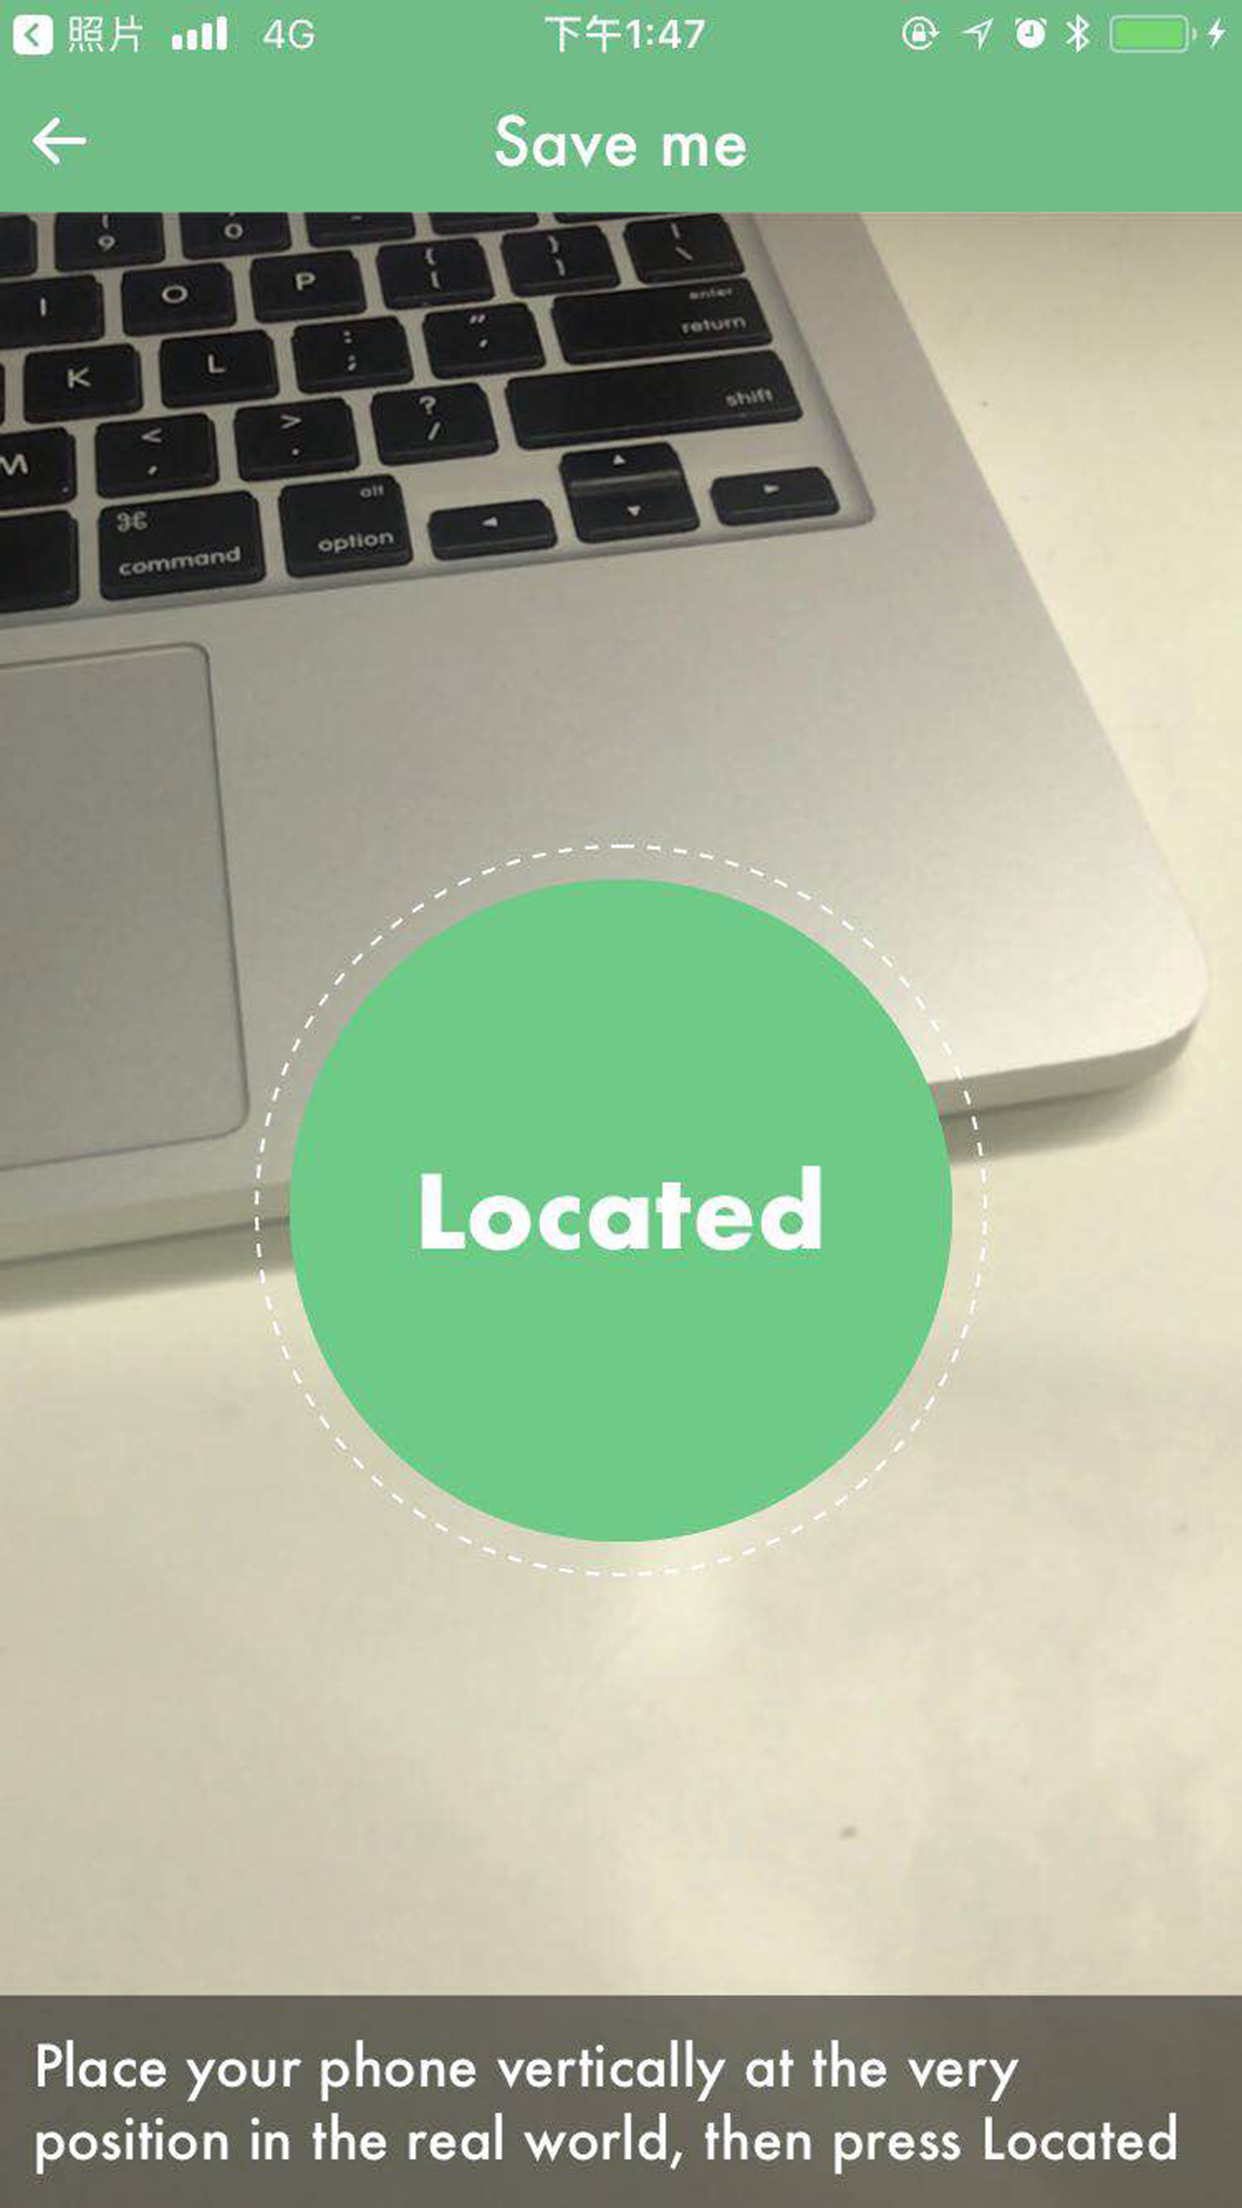 照片 4G 下午1:47
Save me
( 9 ) 0
I O P { [ } ] | \
enter
return
K L : ; " '
shift
M < , > . ? /
⌘ alt
command option
Located
Place your phone vertically at the very
position in the real world, then press Located